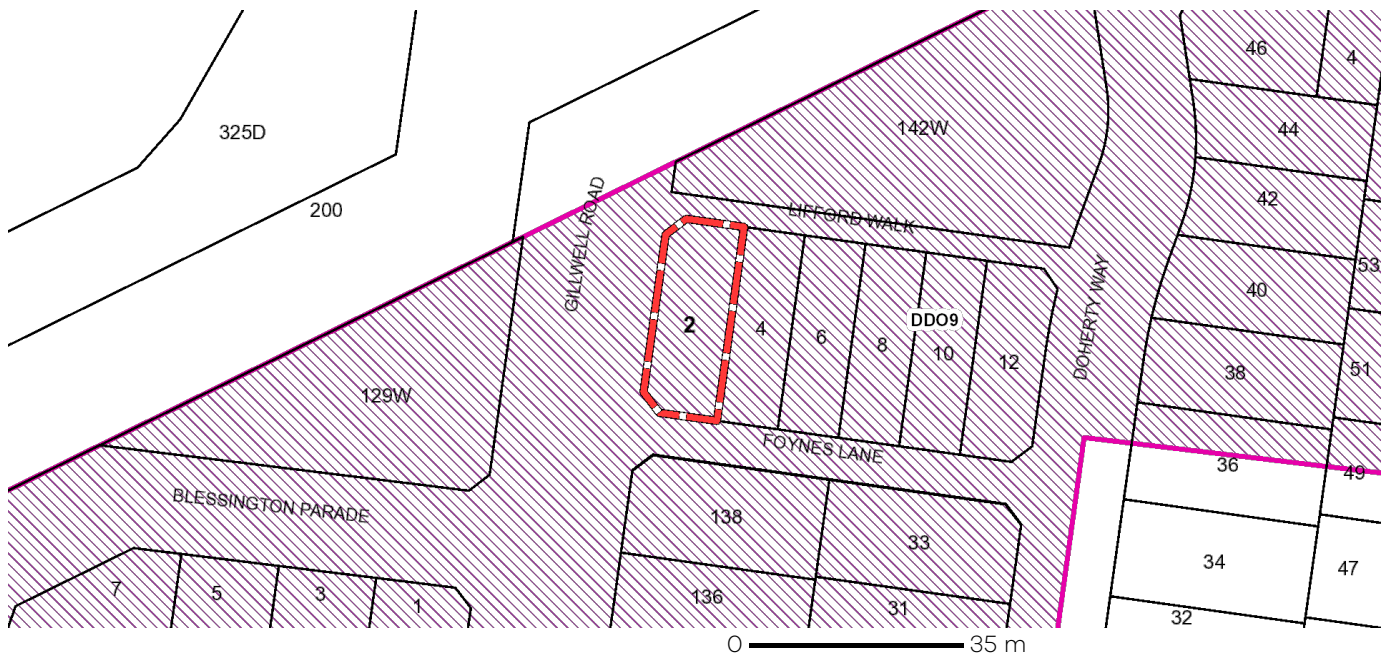 46
4
325D
142W
44
200
42
LIFFORD WALK
GILLWELL ROAD
53
40
DDO9
2
4
6
8
10
12
DOHERTY WAY
38
51
129W
FOYNES LANE
36
49
BLESSINGTON PARADE
138
33
34
47
7
5
3
1
136
31
32
0 35 m